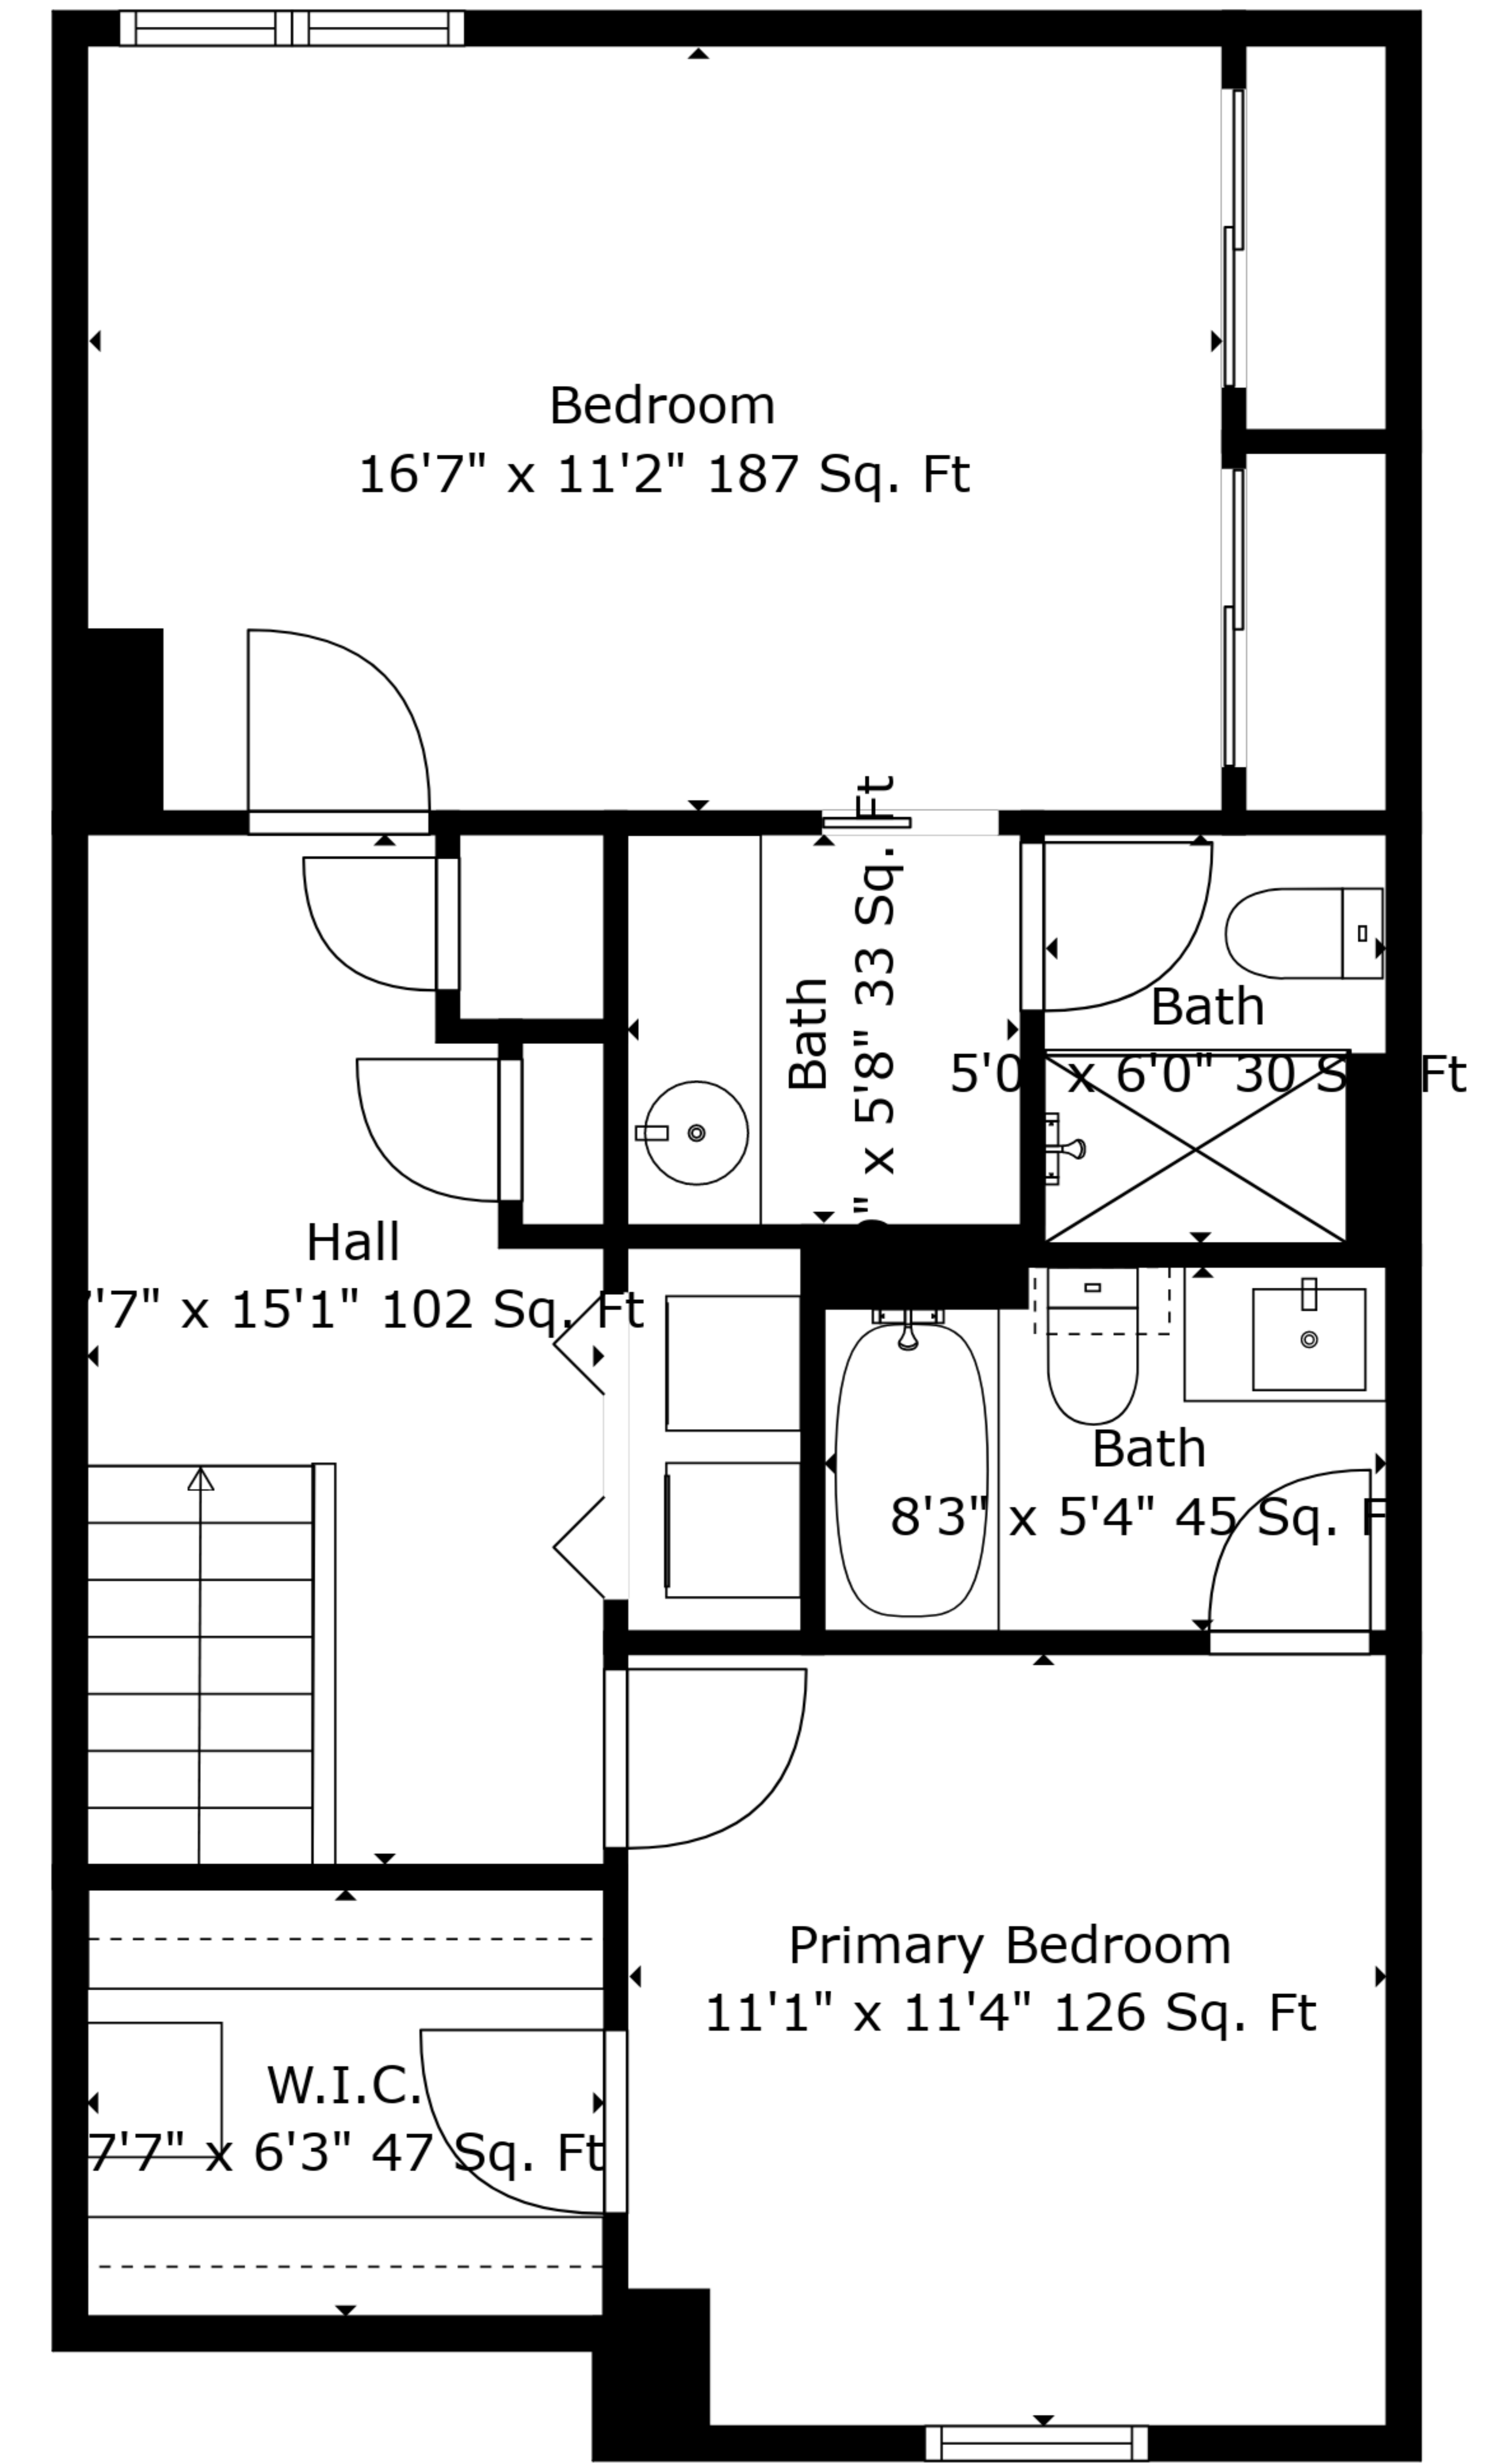 Bedroom
16'7" x 11'2" 187 Sq. Ft
Bath
" x 5'8" 33 Sq. Ft
Bath
5'0 x 6'0" 30 S Ft
Hall
'7" x 15'1" 102 Sq. Ft
Bath
8'3" x 5'4" 45 Sq. F
Primary Bedroom
11'1" x 11'4" 126 Sq. Ft
W.I.C.
7'7" x 6'3" 47 Sq. Ft